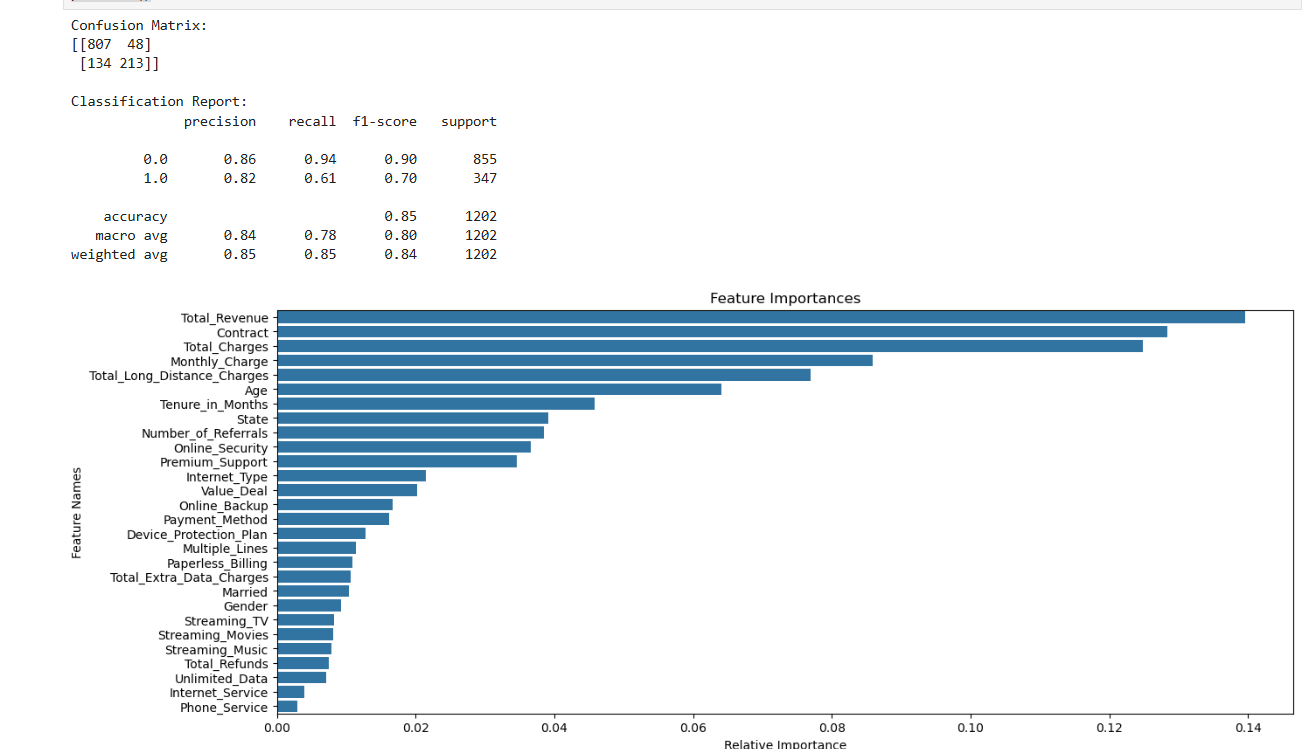 Confusion Matrix:
[[807  48]
 [134 213]]
Classification Report:
precision recall f1-score support
0.0 0.86 0.94 0.90 855
1.0 0.82 0.61 0.70 347
accuracy 0.85 1202
macro avg 0.84 0.78 0.80 1202
weighted avg 0.85 0.85 0.84 1202
Feature Importances
Feature Names
Total_Revenue
Contract
Total_Charges
Monthly_Charge
Total_Long_Distance_Charges
Age
Tenure_in_Months
State
Number_of_Referrals
Online_Security
Premium_Support
Internet_Type
Value_Deal
Online_Backup
Payment_Method
Device_Protection_Plan
Multiple_Lines
Paperless_Billing
Total_Extra_Data_Charges
Married
Gender
Streaming_TV
Streaming_Movies
Streaming_Music
Total_Refunds
Unlimited_Data
Internet_Service
Phone_Service
0.00 0.02 0.04 0.06 0.08 0.10 0.12 0.14
Relative Importance